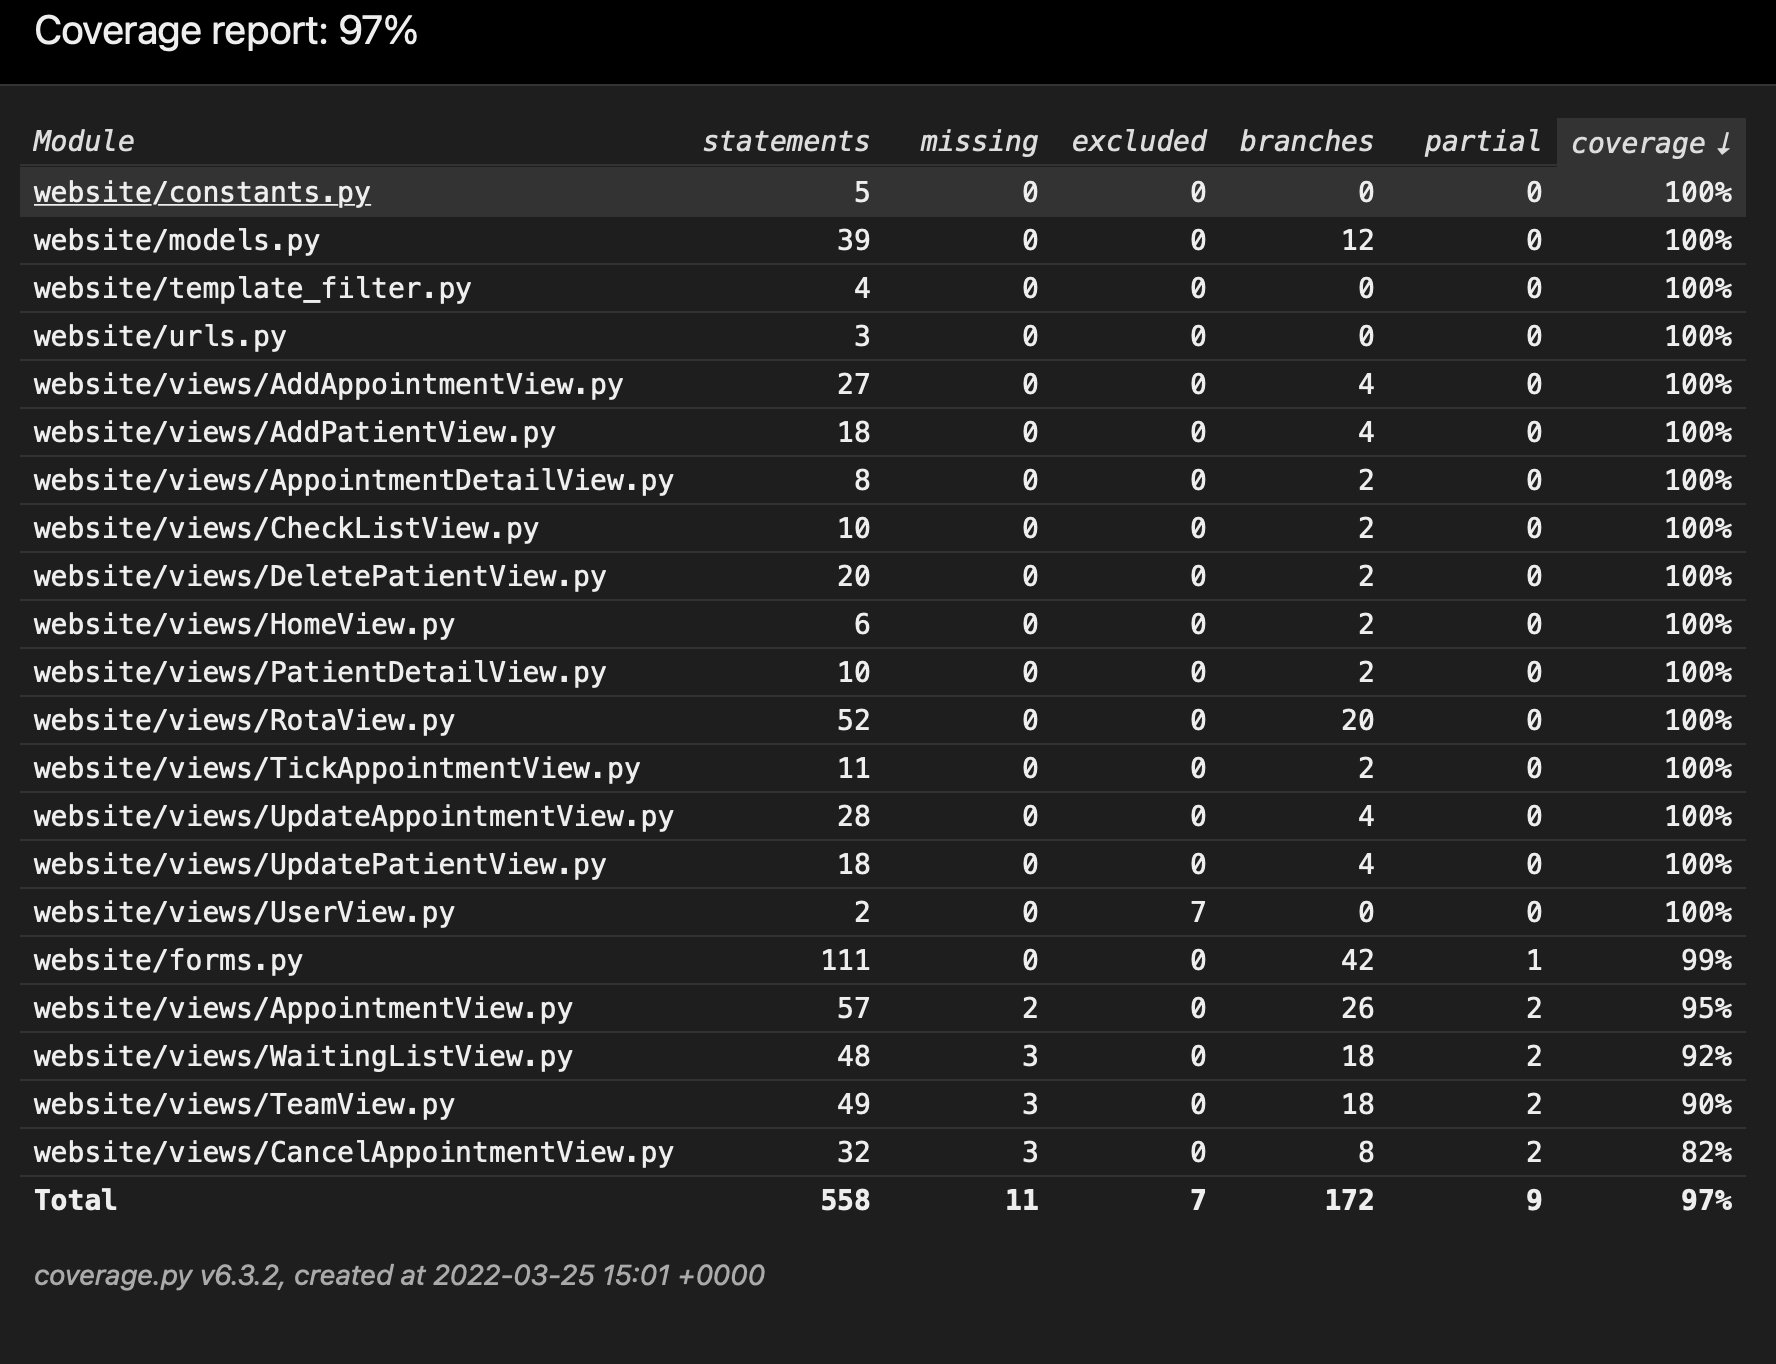 Coverage report: 97%
Module statements missing excluded branches partial coverage ↓
website/constants.py 5 0 0 0 0 100%
website/models.py 39 0 0 12 0 100%
website/template_filter.py 4 0 0 0 0 100%
website/urls.py 3 0 0 0 0 100%
website/views/AddAppointmentView.py 27 0 0 4 0 100%
website/views/AddPatientView.py 18 0 0 4 0 100%
website/views/AppointmentDetailView.py 8 0 0 2 0 100%
website/views/CheckListView.py 10 0 0 2 0 100%
website/views/DeletePatientView.py 20 0 0 2 0 100%
website/views/HomeView.py 6 0 0 2 0 100%
website/views/PatientDetailView.py 10 0 0 2 0 100%
website/views/RotaView.py 52 0 0 20 0 100%
website/views/TickAppointmentView.py 11 0 0 2 0 100%
website/views/UpdateAppointmentView.py 28 0 0 4 0 100%
website/views/UpdatePatientView.py 18 0 0 4 0 100%
website/views/UserView.py 2 0 7 0 0 100%
website/forms.py 111 0 0 42 1 99%
website/views/AppointmentView.py 57 2 0 26 2 95%
website/views/WaitingListView.py 48 3 0 18 2 92%
website/views/TeamView.py 49 3 0 18 2 90%
website/views/CancelAppointmentView.py 32 3 0 8 2 82%
Total 558 11 7 172 9 97%
coverage.py v6.3.2, created at 2022-03-25 15:01 +0000